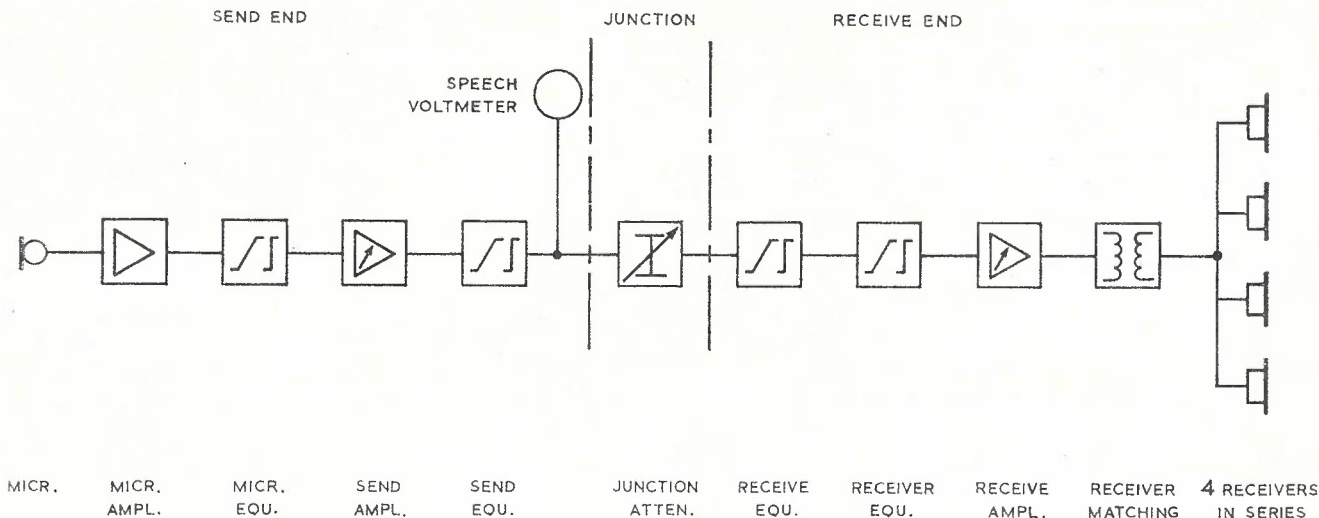 SEND END
JUNCTION
RECEIVE END
SPEECH
VOLTMETER
MICR.
MICR.
AMPL.
MICR.
EQU.
SEND
AMPL.
SEND
EQU.
JUNCTION
ATTEN.
RECEIVE
EQU.
RECEIVER
EQU.
RECEIVE
AMPL.
RECEIVER
MATCHING
4 RECEIVERS
IN SERIES